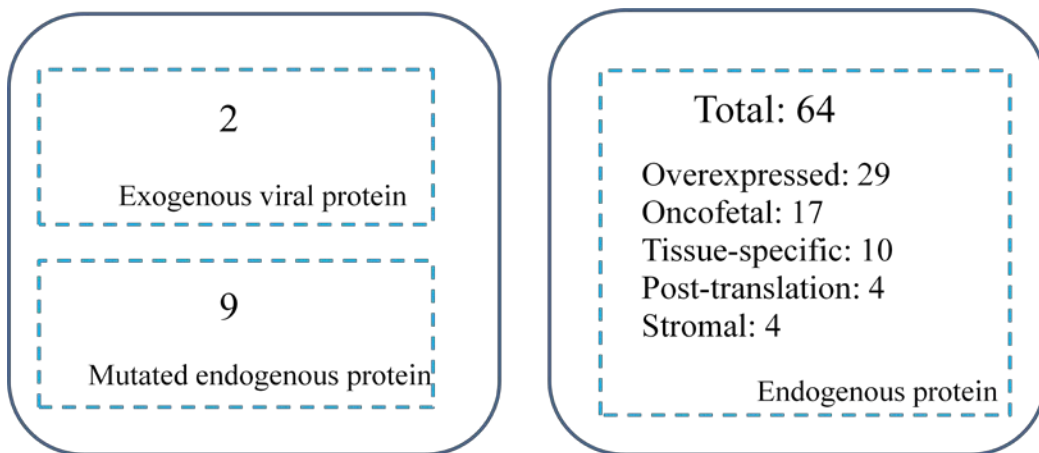 2
Exogenous viral protein
9
Mutated endogenous protein
Total: 64
Overexpressed: 29
Oncofetal: 17
Tissue-specific: 10
Post-translation: 4
Stromal: 4
Endogenous protein